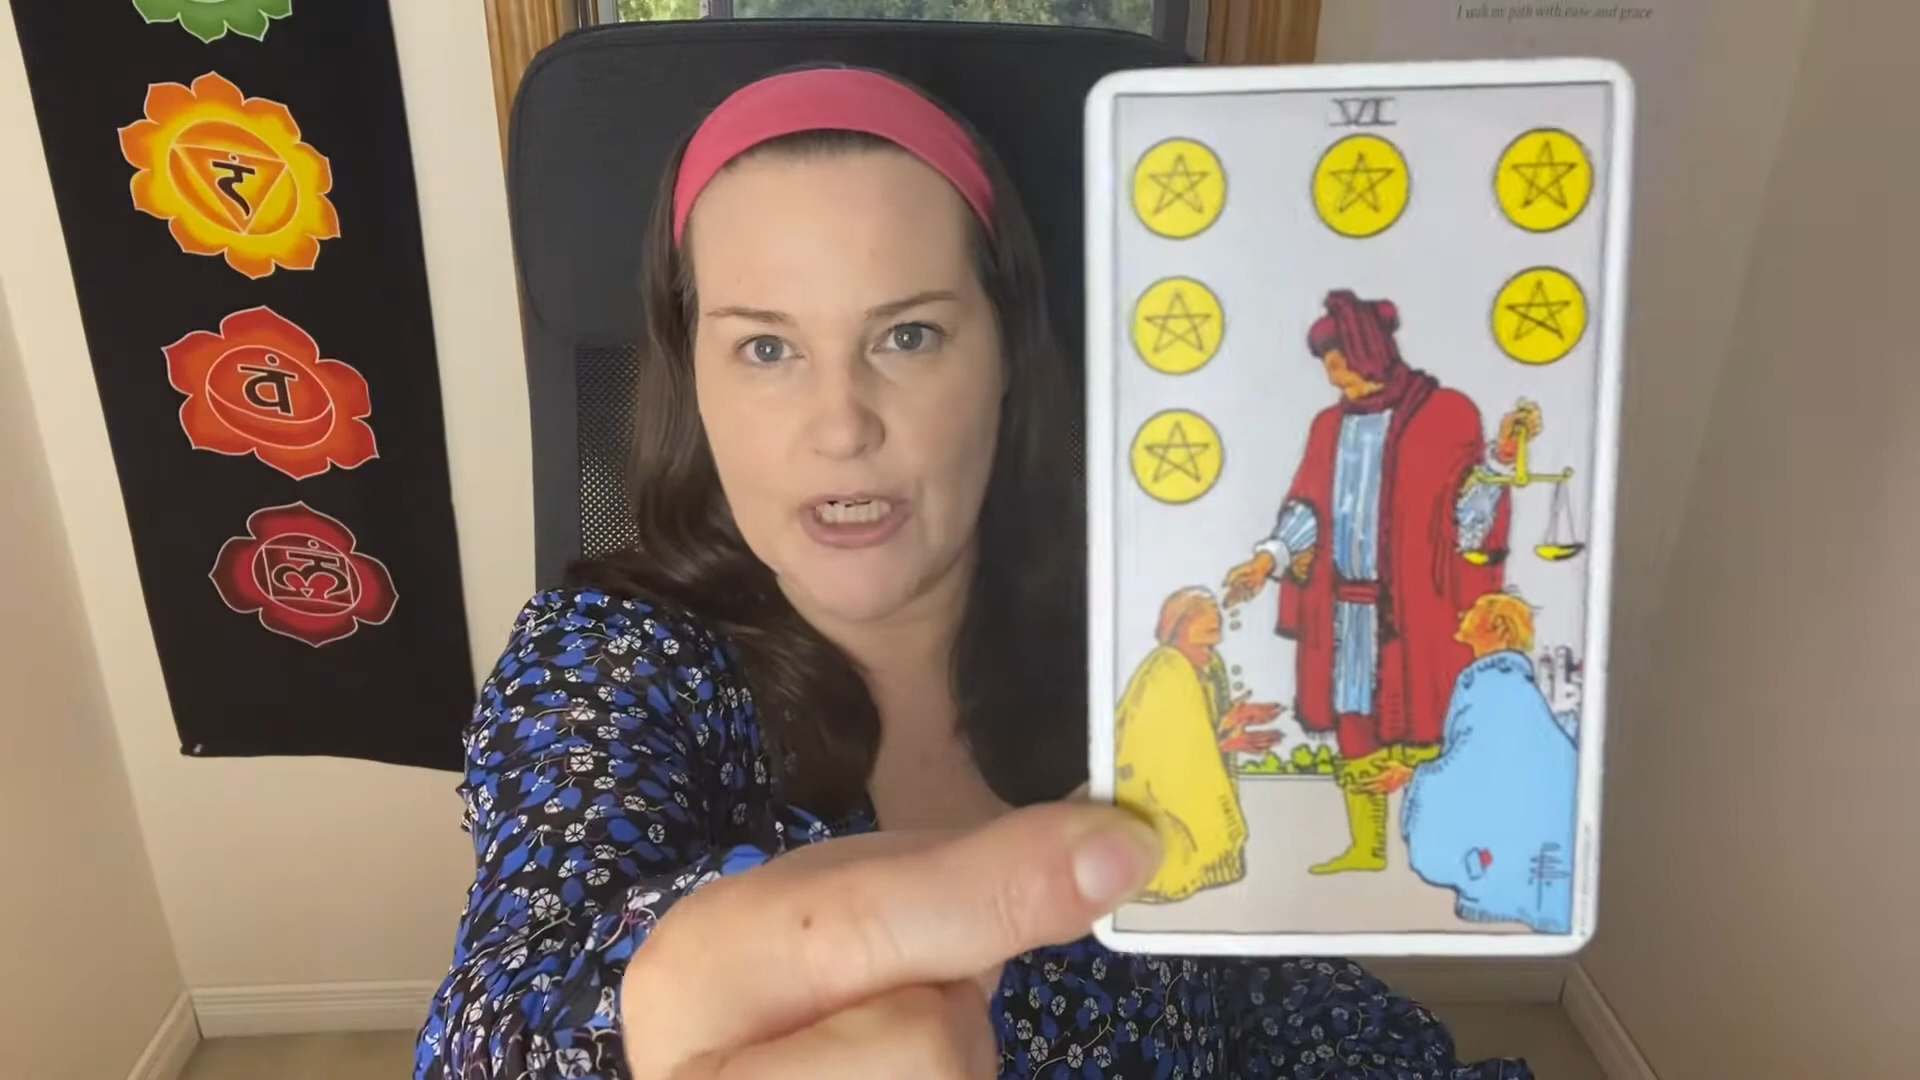 I walk my path with ease and grace
VI
रं
वं
लं